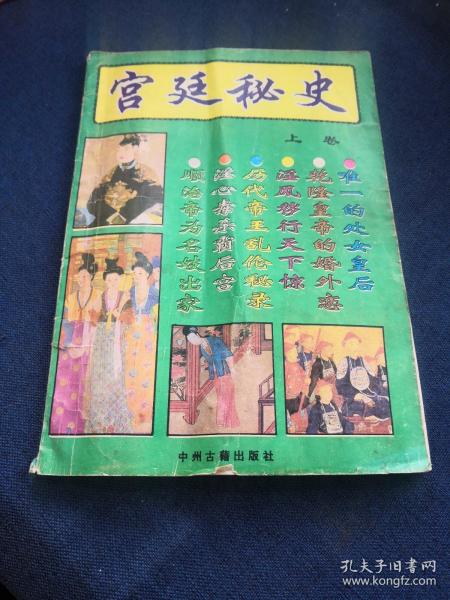 宫廷秘史
上卷
唯一的处女皇后
乾隆皇帝的婚外恋
淫风移行天下惊
历代帝王乱伦秘录
淫心毒杀萧后宫
顺治帝为名妓出家
中州古籍出版社
孔夫子旧书网
www.kongfz.com